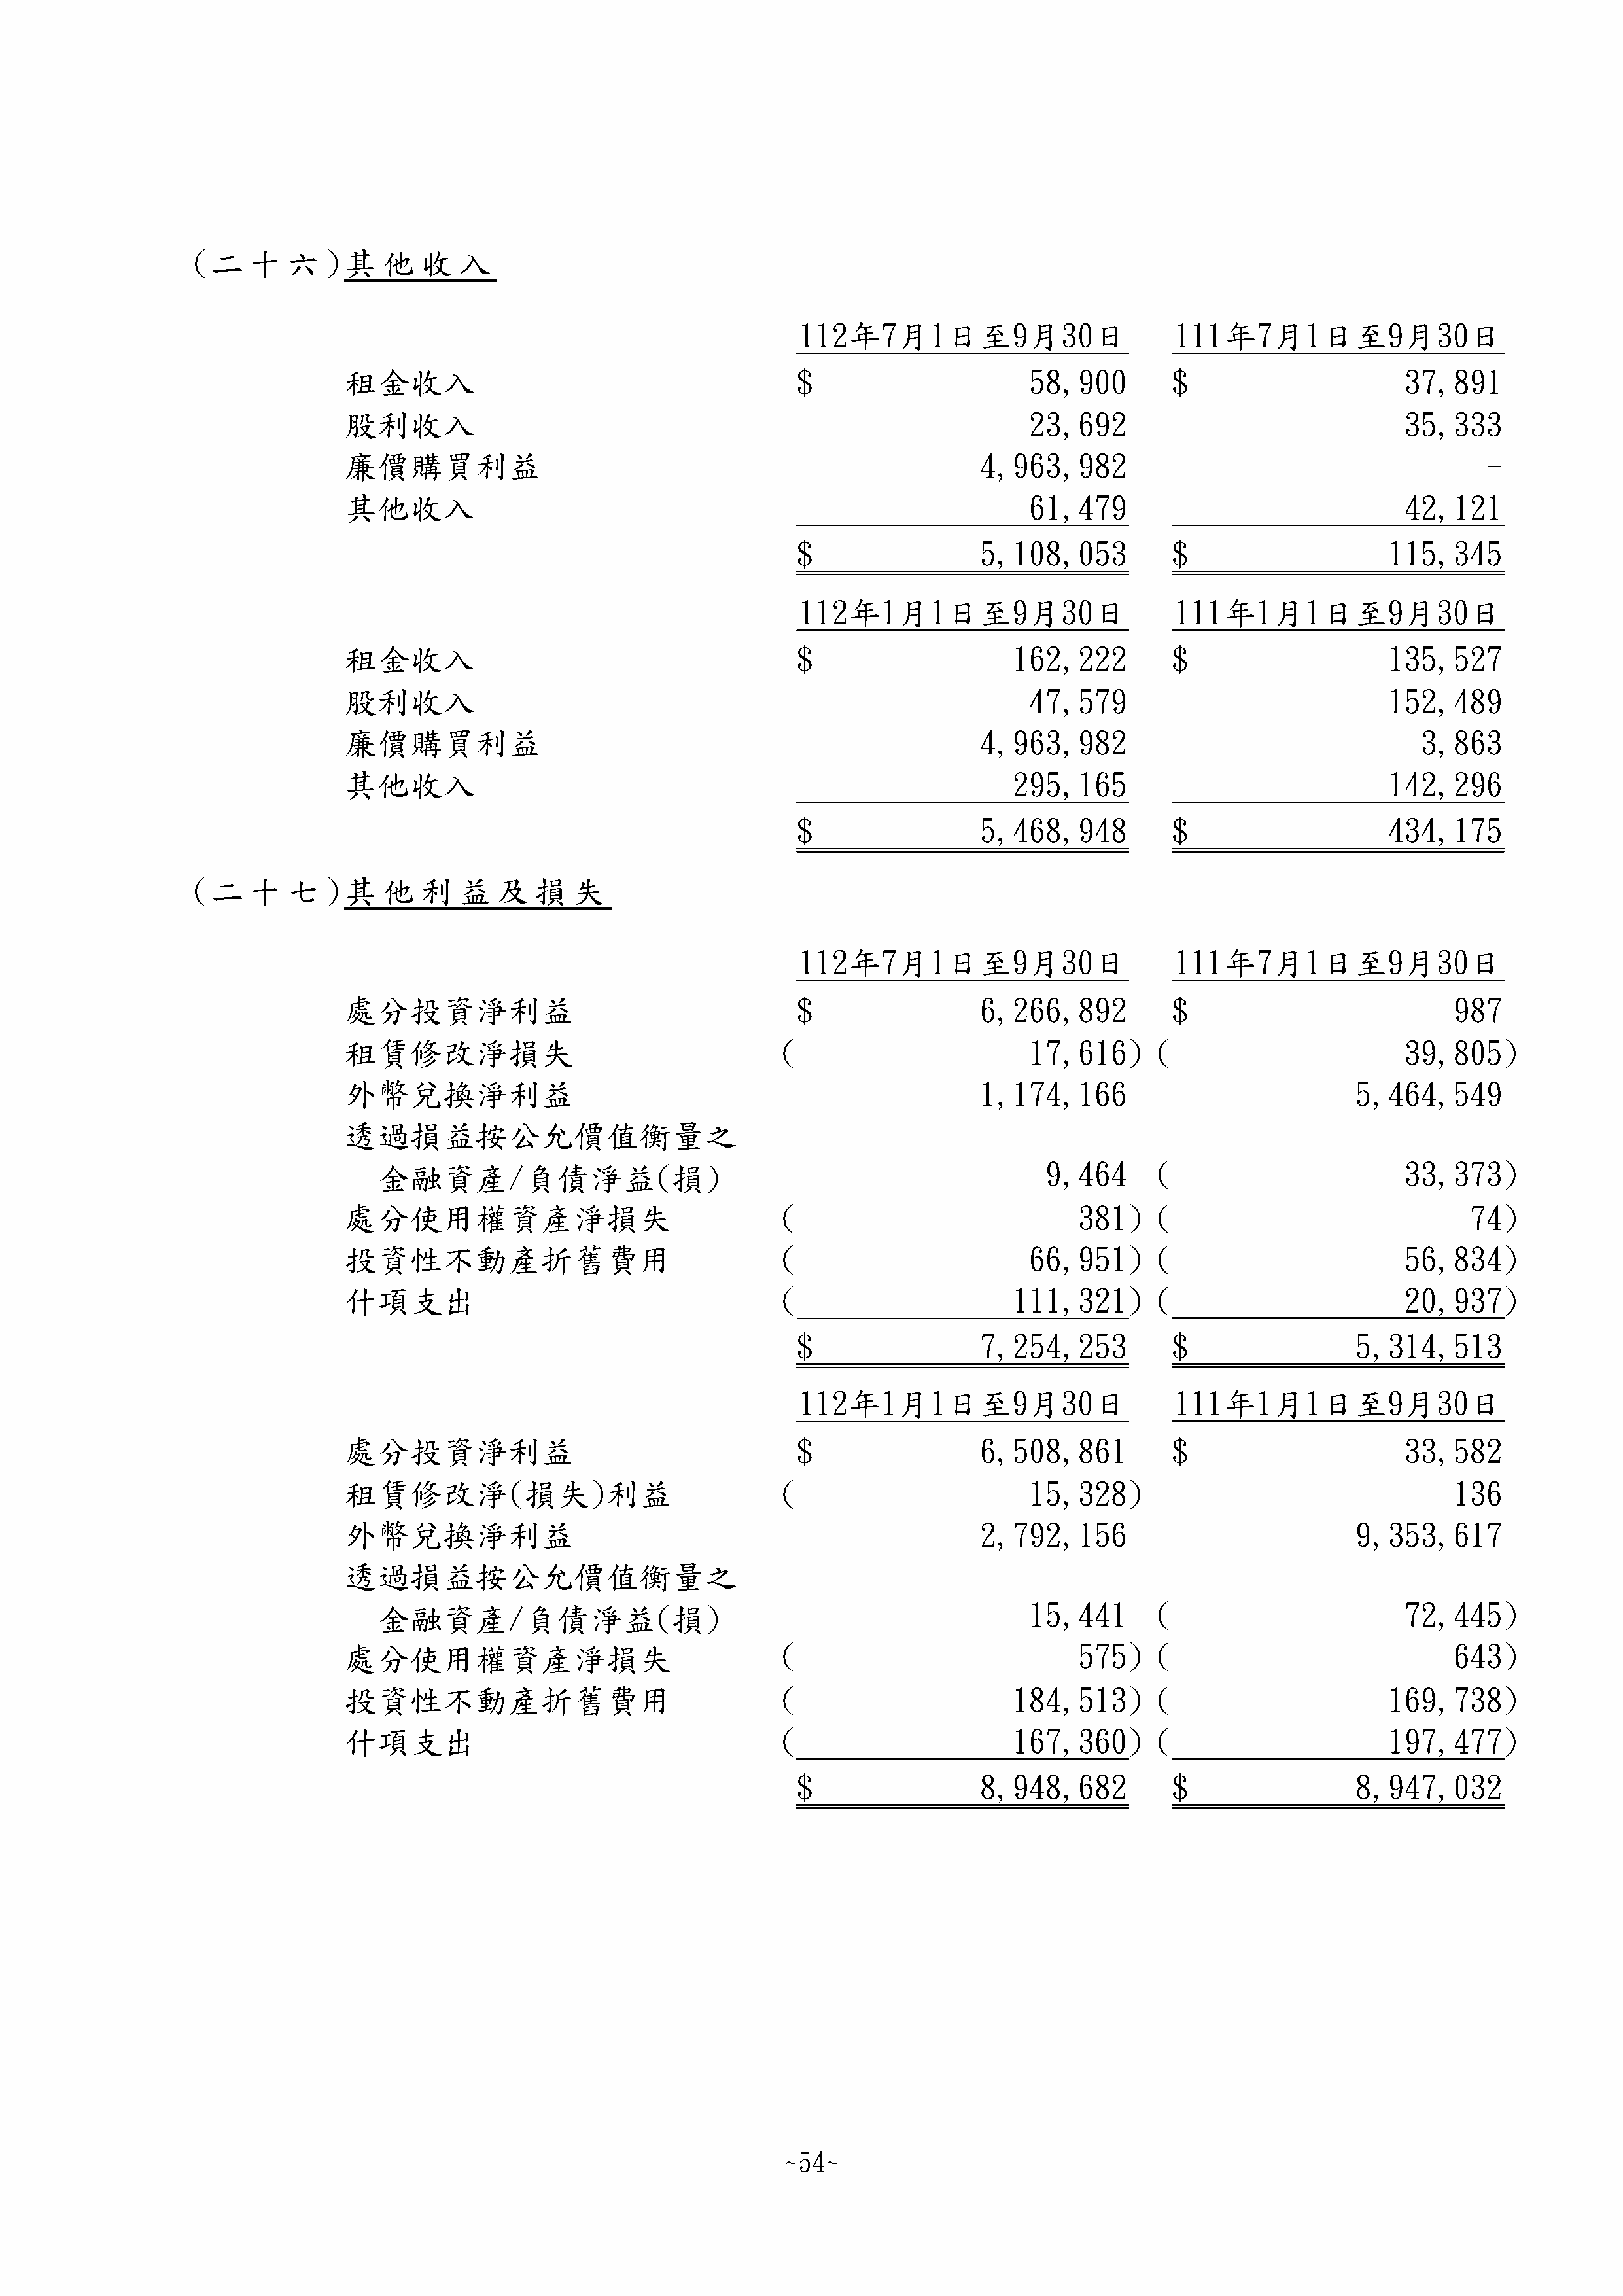 (二十六)其他收入
112年7月1日至9月30日 111年7月1日至9月30日
租金收入 $ 58,900 $ 37,891
股利收入 23,692 35,333
廉價購買利益 4,963,982 -
其他收入 61,479 42,121
$ 5,108,053 $ 115,345
112年1月1日至9月30日 111年1月1日至9月30日
租金收入 $ 162,222 $ 135,527
股利收入 47,579 152,489
廉價購買利益 4,963,982 3,863
其他收入 295,165 142,296
$ 5,468,948 $ 434,175
(二十七)其他利益及損失
112年7月1日至9月30日 111年7月1日至9月30日
處分投資淨利益 $ 6,266,892 $ 987
租賃修改淨損失 ( 17,616) ( 39,805)
外幣兌換淨利益 1,174,166 5,464,549
透過損益按公允價值衡量之
金融資產/負債淨益(損) 9,464 ( 33,373)
處分使用權資產淨損失 ( 381) ( 74)
投資性不動產折舊費用 ( 66,951) ( 56,834)
什項支出 ( 111,321) ( 20,937)
$ 7,254,253 $ 5,314,513
112年1月1日至9月30日 111年1月1日至9月30日
處分投資淨利益 $ 6,508,861 $ 33,582
租賃修改淨(損失)利益 ( 15,328) 136
外幣兌換淨利益 2,792,156 9,353,617
透過損益按公允價值衡量之
金融資產/負債淨益(損) 15,441 ( 72,445)
處分使用權資產淨損失 ( 575) ( 643)
投資性不動產折舊費用 ( 184,513) ( 169,738)
什項支出 ( 167,360) ( 197,477)
$ 8,948,682 $ 8,947,032
~54~